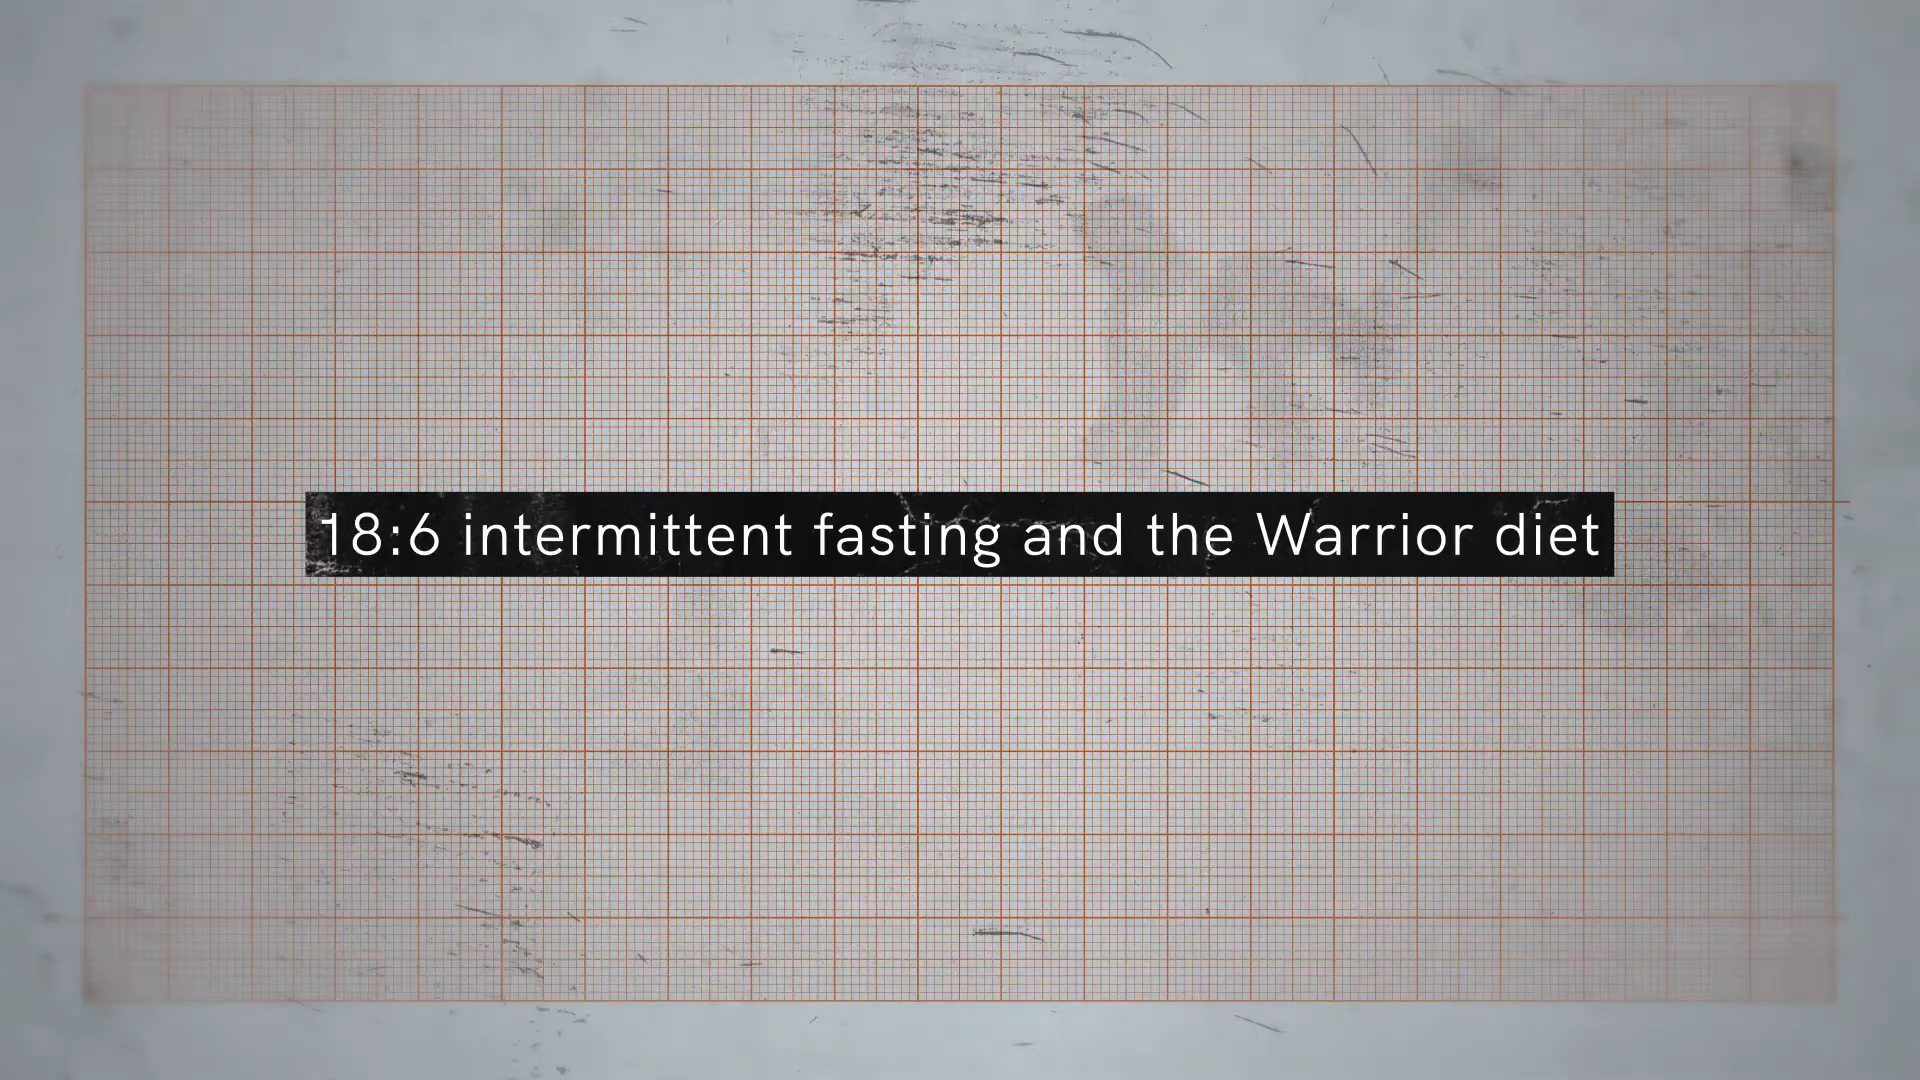 18:6 intermittent fasting and the Warrior diet